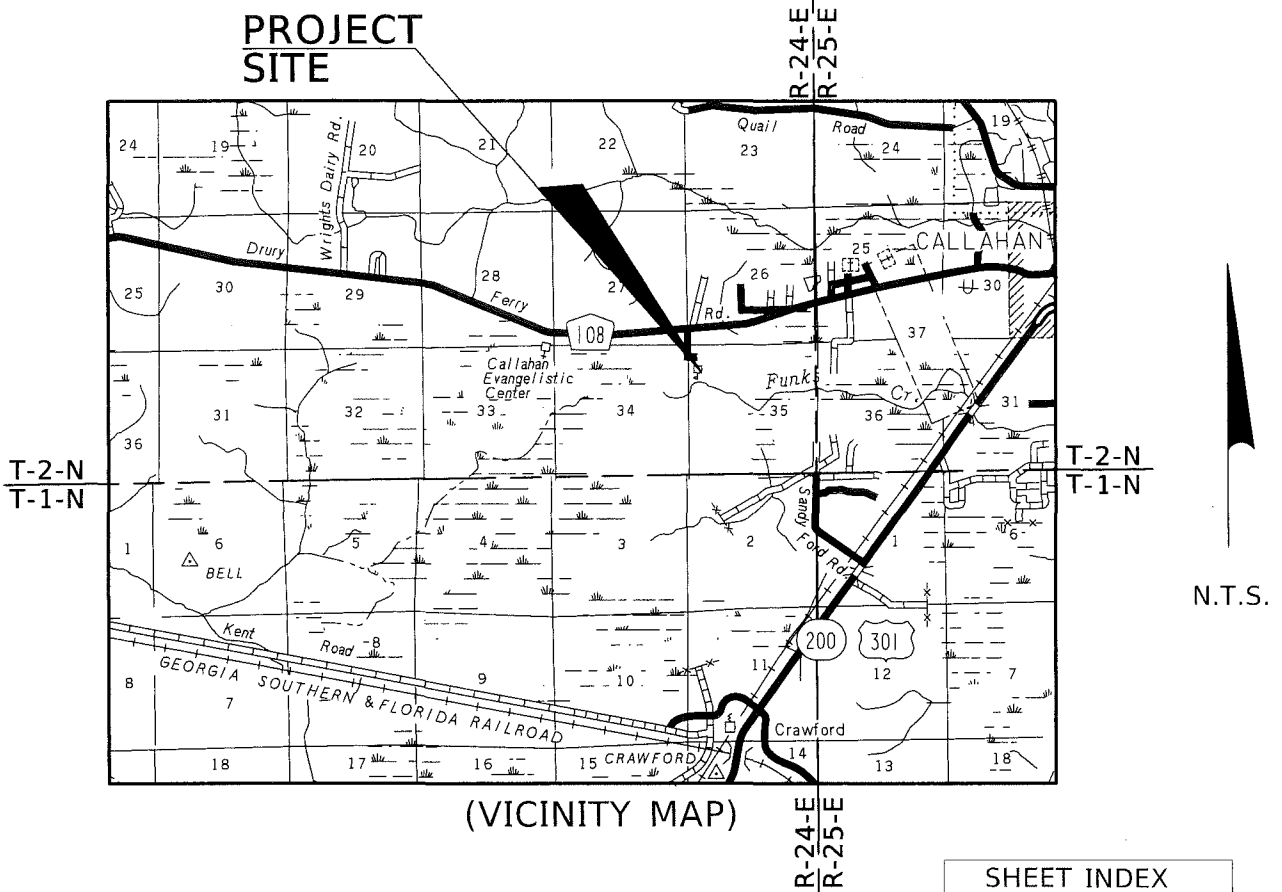 PROJECT
SITE
R-24-E
R-25-E
Quail Road
24 19 20 21 22 23 24 19
Wrights Dairy Rd.
CALLAHAN
Drury
Ferry
Rd.
25 30 29 28 27 26 25 30
108
37
Callahan
Evangelistic
Center
Funks
Cr.
36 31 32 33 34 35 36 31
T-2-N
T-1-N
T-2-N
T-1-N
Sandy Ford Rd.
1 6 5 4 3 2 1 6
BELL
N.T.S.
Kent Road
200
301
8 7 8 9 10 11 12 7
GEORGIA SOUTHERN & FLORIDA RAILROAD
Crawford
CRAWFORD
18 17 16 15 14 13 18
(VICINITY MAP)
R-24-E
R-25-E
SHEET INDEX